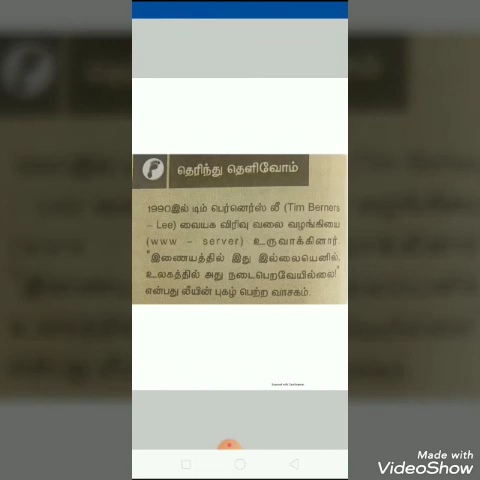 தெரிந்து தெளிவோம்
1990இல் டிம் பெர்னெர்ஸ் லீ (Tim Berners
– Lee) வையக விரிவு வலை வழங்கியை
(www – server) உருவாக்கினார்.
"இணையத்தில் இது இல்லையெனில்,
உலகத்தில் அது நடைபெறவேயில்லை!"
என்பது லீயின் புகழ் பெற்ற வாசகம்.
Made with
VideoShow